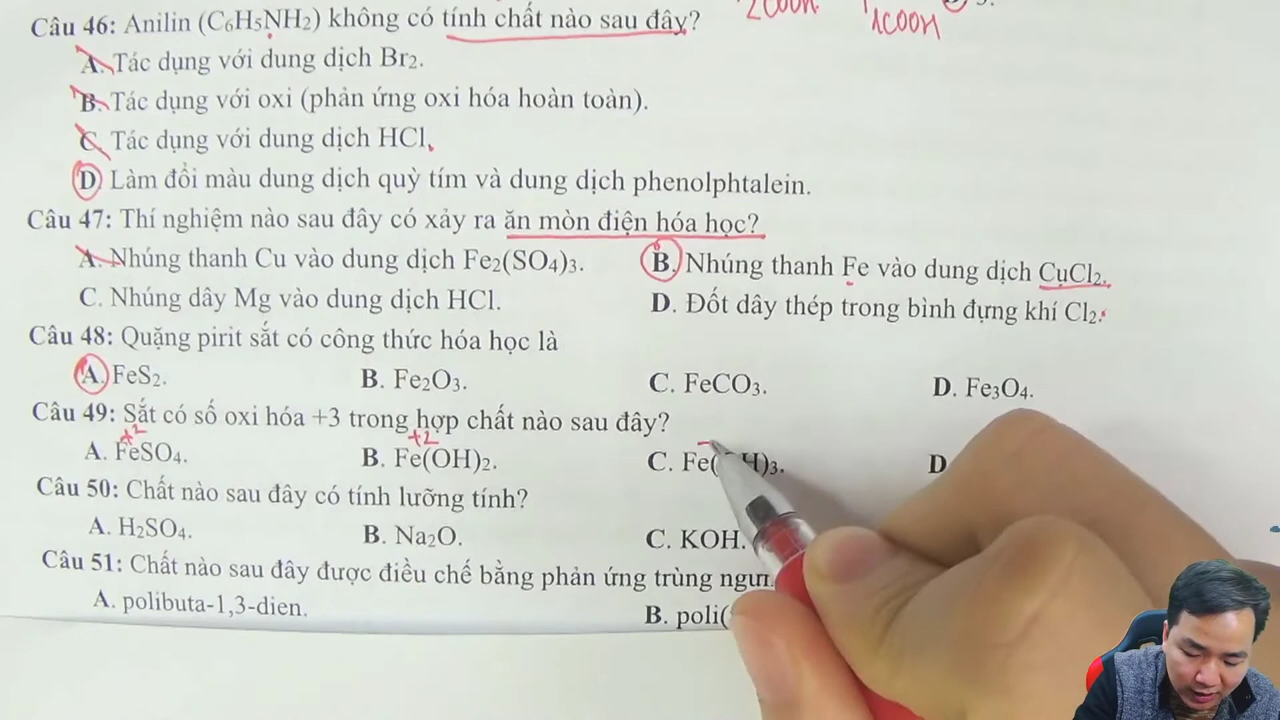 2COOH 1COOH
Câu 46: Anilin (C₆H₅NH₂) không có tính chất nào sau đây?
A. Tác dụng với dung dịch Br₂.
B. Tác dụng với oxi (phản ứng oxi hóa hoàn toàn).
C. Tác dụng với dung dịch HCl.
D. Làm đổi màu dung dịch quỳ tím và dung dịch phenolphtalein.
Câu 47: Thí nghiệm nào sau đây có xảy ra ăn mòn điện hóa học?
A. Nhúng thanh Cu vào dung dịch Fe₂(SO₄)₃. B. Nhúng thanh Fe vào dung dịch CuCl₂.
C. Nhúng dây Mg vào dung dịch HCl. D. Đốt dây thép trong bình đựng khí Cl₂.
Câu 48: Quặng pirit sắt có công thức hóa học là
A. FeS₂. B. Fe₂O₃. C. FeCO₃. D. Fe₃O₄.
Câu 49: Sắt có số oxi hóa +3 trong hợp chất nào sau đây?
+2 +2
A. FeSO₄. B. Fe(OH)₂. C. Fe( H)₃. D
Câu 50: Chất nào sau đây có tính lưỡng tính?
A. H₂SO₄. B. Na₂O. C. KOH.
Câu 51: Chất nào sau đây được điều chế bằng phản ứng trùng
A. polibuta-1,3-dien. B. poli(